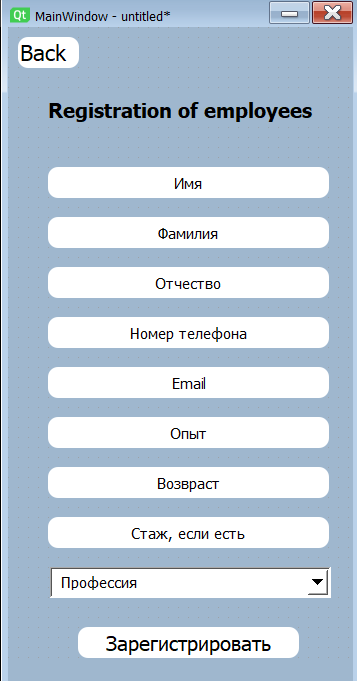 Qt MainWindow - untitled*
Back
Registration of employees
Имя
Фамилия
Отчество
Номер телефона
Email
Опыт
Возвраст
Стаж, если есть
Профессия
Зарегистрировать